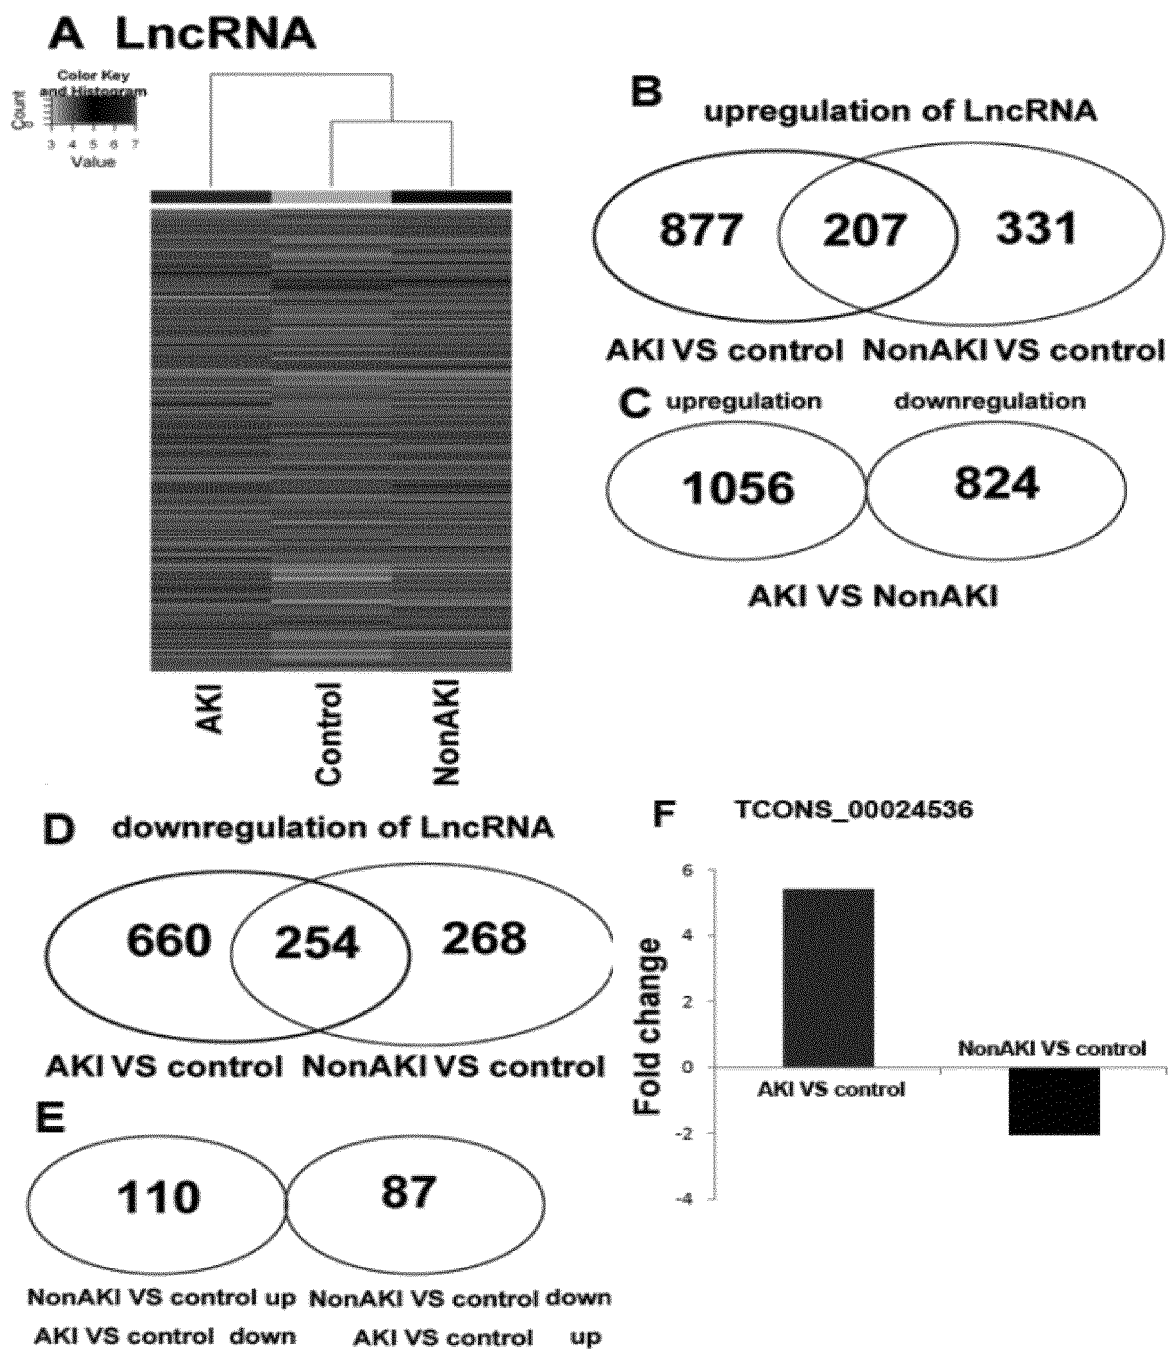 A LncRNA
Color Key
and Histogram
Count
0
3 4 5 6 7
Value
AKI
Control
NonAKI
B
upregulation of LncRNA
877 207 331
AKI VS control NonAKI VS control
C upregulation downregulation
1056 824
AKI VS NonAKI
D downregulation of LncRNA
660 254 268
AKI VS control NonAKI VS control
E
110 87
NonAKI VS control up NonAKI VS control down
AKI VS control down AKI VS control up
F TCONS_00024536
Fold change
6
4
2
0
-2
-4
NonAKI VS control
AKI VS control